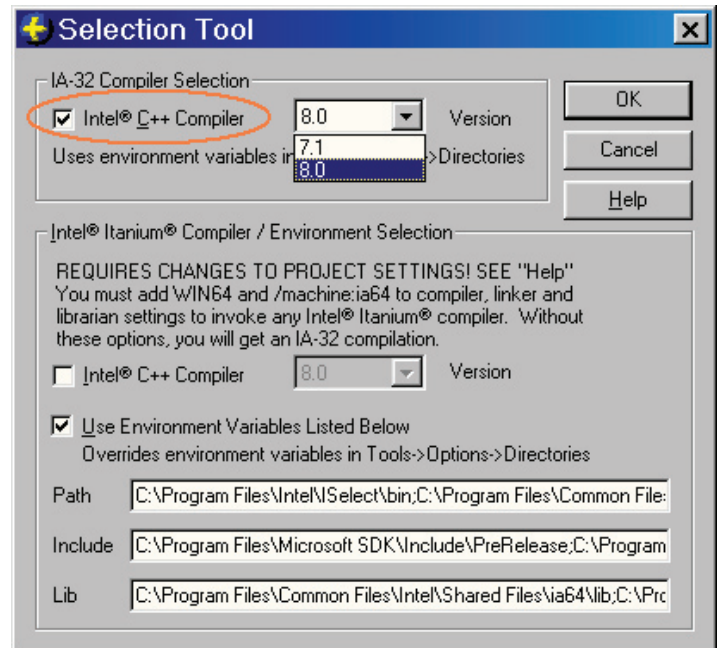 Selection Tool
IA-32 Compiler Selection
Intel® C++ Compiler 8.0 Version
7.1
8.0
Uses environment variables in >Directories
OK
Cancel
Help
Intel® Itanium® Compiler / Environment Selection
REQUIRES CHANGES TO PROJECT SETTINGS! SEE "Help"
You must add WIN64 and /machine:ia64 to compiler, linker and
librarian settings to invoke any Intel® Itanium® compiler. Without
these options, you will get an IA-32 compilation.
Intel® C++ Compiler 8.0 Version
Use Environment Variables Listed Below
Overrides environment variables in Tools->Options->Directories
Path C:\Program Files\Intel\ISelect\bin;C:\Program Files\Common Files
Include C:\Program Files\Microsoft SDK\Include\PreRelease;C:\Program
Lib C:\Program Files\Common Files\Intel\Shared Files\ia64\lib;C:\Prc